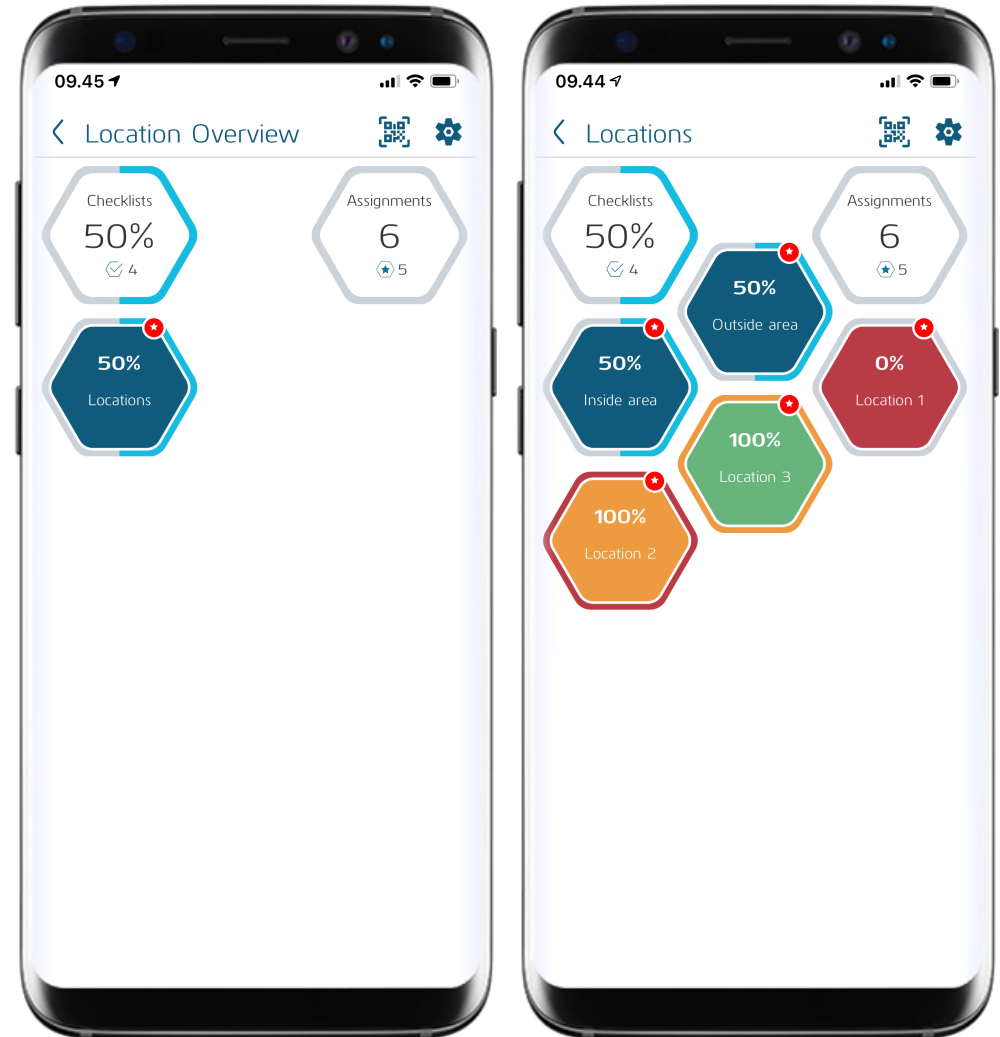 09.45
Location Overview
Checklists
50%
4
Assignments
6
5
50%
Locations
09.44
Locations
Checklists
50%
4
Assignments
6
5
50%
Outside area
50%
Inside area
0%
Location 1
100%
Location 3
100%
Location 2